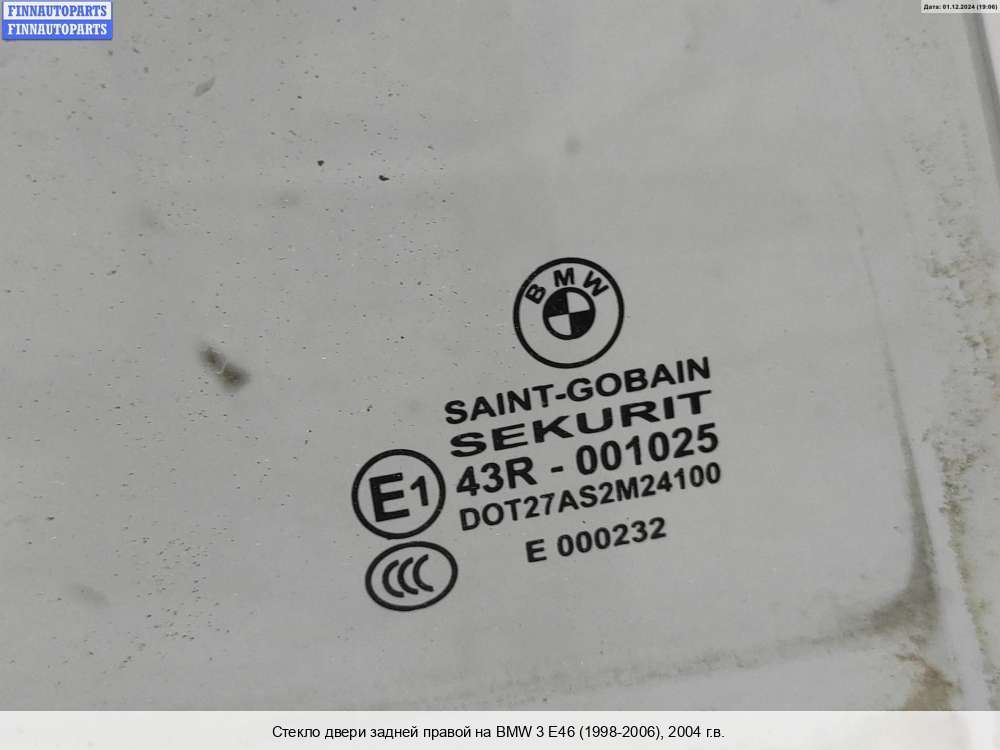 FINNAUTOPARTS
FINNAUTOPARTS
Дата: 01.12.2024 (19:06)
BMW
SAINT-GOBAIN
SEKURIT
E1 43R - 001025
DOT27AS2M24100
E 000232
CCC
Стекло двери задней правой на BMW 3 E46 (1998-2006), 2004 г.в.